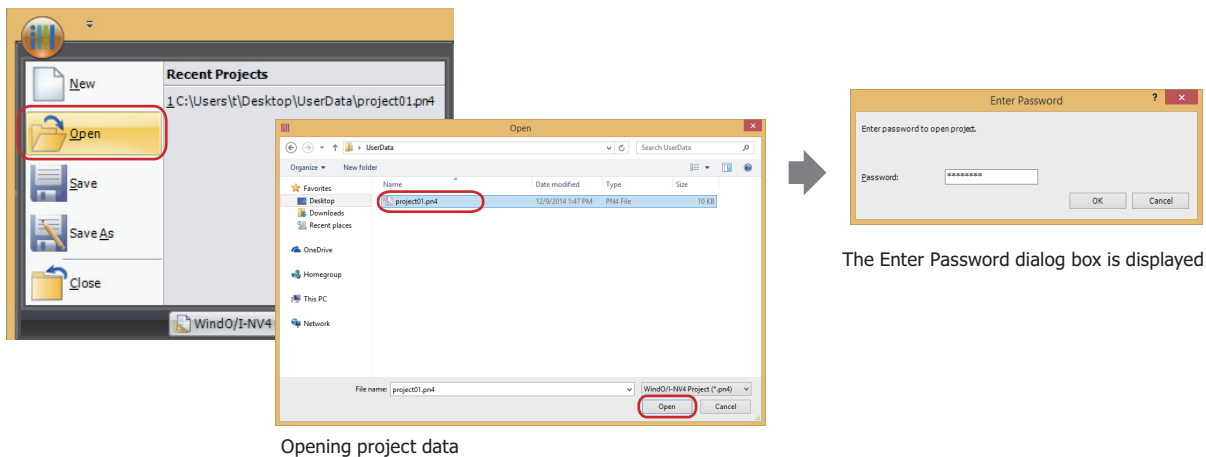 New
Open
Save
Save As
Close
Recent Projects
1 C:\Users\t\Desktop\UserData\project01.pn4
WindO/I-NV4
Open
UserData
Search UserData
Organize
New folder
Favorites
Desktop
Downloads
Recent places
OneDrive
Homegroup
This PC
Network
Name Date modified Type Size
project01.pn4 12/9/2014 1:47 PM PN4 File 10 KB
File name: project01.pn4 WindO/I-NV4 Project (*.pn4)
Open Cancel
Opening project data
Enter Password ?
Enter password to open project.
Password: ********
OK Cancel
The Enter Password dialog box is displayed